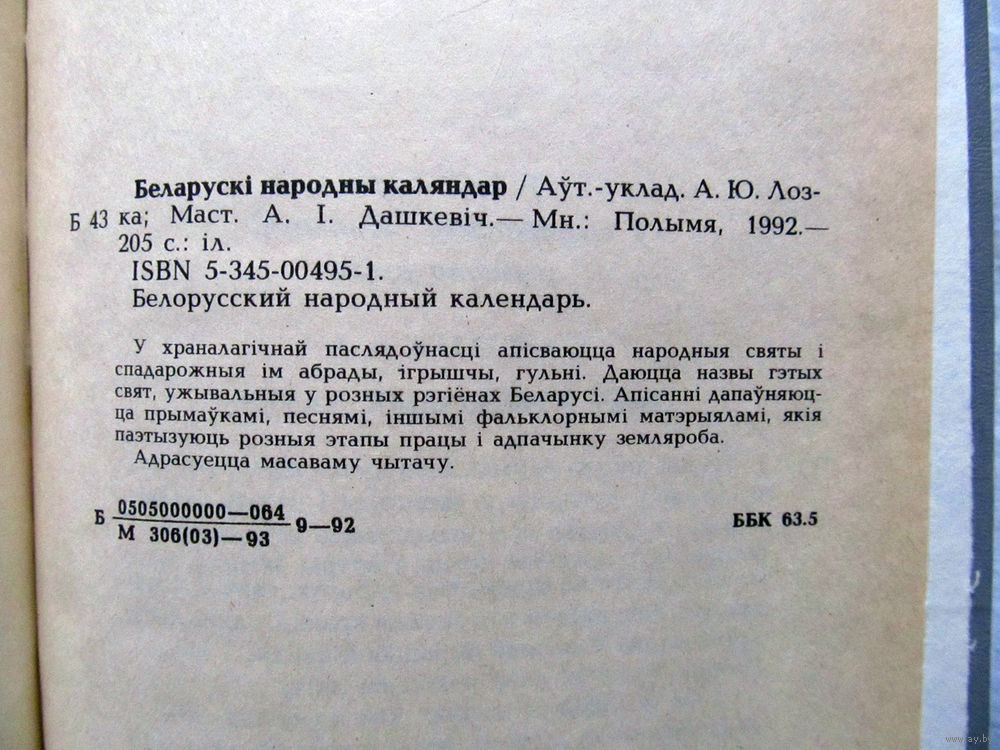 Беларускі народны каляндар / Аўт.-уклад. А. Ю. Лоз-
Б 43 ка; Маст. А. І. Дашкевіч.— Мн.: Полымя, 1992.—
205 с.: іл.
ISBN 5-345-00495-1.
Белорусский народный календарь.
У храналагічнай паслядоўнасці апісваюцца народныя святы і
спадарожныя ім абрады, ігрышчы, гульні. Даюцца назвы гэтых
свят, ужывальныя у розных рэгіёнах Беларусі. Апісанні дапаўняюц-
ца прымаўкамі, песнямі, іншымі фальклорнымі матэрыяламі, якія
паэтызуюць розныя этапы працы і адпачынку земляроба.
Адрасуецца масаваму чытачу.
Б 0505000000—064
М 306(03)—93 9—92 ББК 63.5
www.ay.by